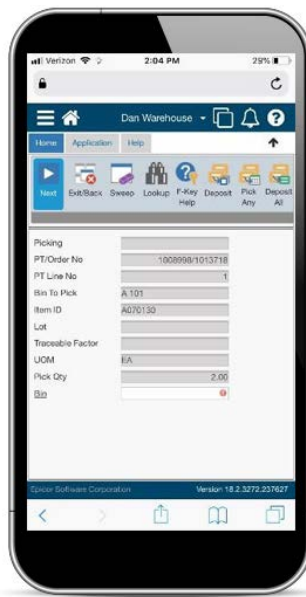 Verizon 2:04 PM 29%
Dan Warehouse
Home Application Help
Next Exit/Back Sweep Lookup F-Key Help Deposit Pick Any Deposit All
Picking
PT/Order No 1008998/1013718
PT Line No 1
Bin To Pick A 101
Item ID A070130
Lot
Traceable Factor
UOM EA
Pick Qty 2.00
Bin
Epicor Software Corporation Version 18.2.3272.237627